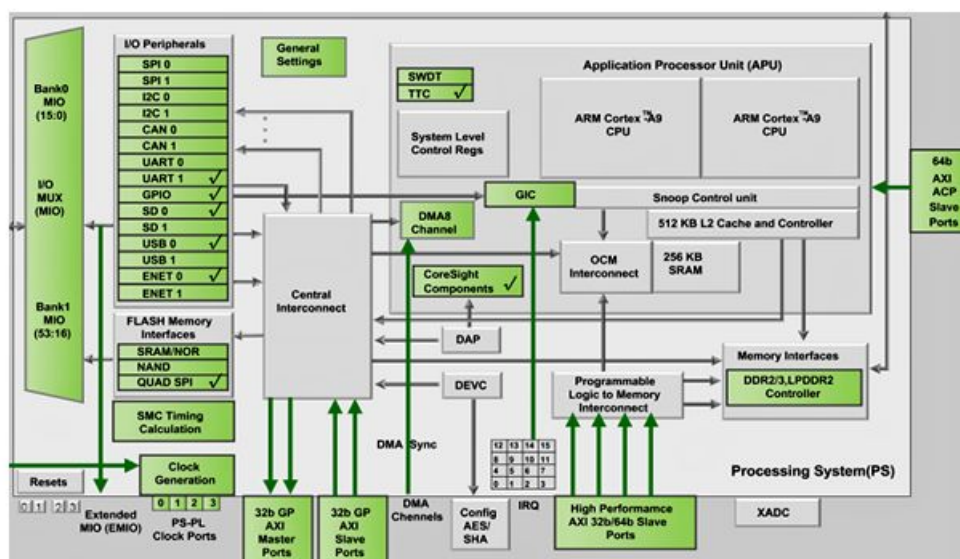 I/O Peripherals
SPI 0
SPI 1
I2C 0
I2C 1
CAN 0
CAN 1
UART 0
UART 1 ✓
GPIO ✓
SD 0 ✓
SD 1
USB 0 ✓
USB 1
ENET 0 ✓
ENET 1
Bank0
MIO
(15:0)
I/O
MUX
(MIO)
Bank1
MIO
(53:16)
FLASH Memory
Interfaces
SRAM/NOR
NAND
QUAD SPI ✓
SMC Timing
Calculation
General
Settings
Application Processor Unit (APU)
SWDT
TTC ✓
System Level
Control Regs
ARM Cortex™-A9
CPU
ARM Cortex™-A9
CPU
GIC
Snoop Control unit
512 KB L2 Cache and Controller
DMA8
Channel
OCM
Interconnect
256 KB
SRAM
CoreSight
Components ✓
Central
Interconnect
DAP
DEVC
Programmable
Logic to Memory
Interconnect
Memory Interfaces
DDR2/3,LPDDR2
Controller
64b
AXI
ACP
Slave
Ports
DMA Sync
12 13 14 15
8 9 10 11
4 5 6 7
0 1 2 3
Processing System(PS)
Resets
0 1 2 3
Clock
Generation
0 1 2 3
Extended
MIO (EMIO)
PS-PL
Clock Ports
32b GP
AXI
Master
Ports
32b GP
AXI
Slave
Ports
DMA
Channels
Config
AES/
SHA
IRQ
High Performamce
AXI 32b/64b Slave
Ports
XADC